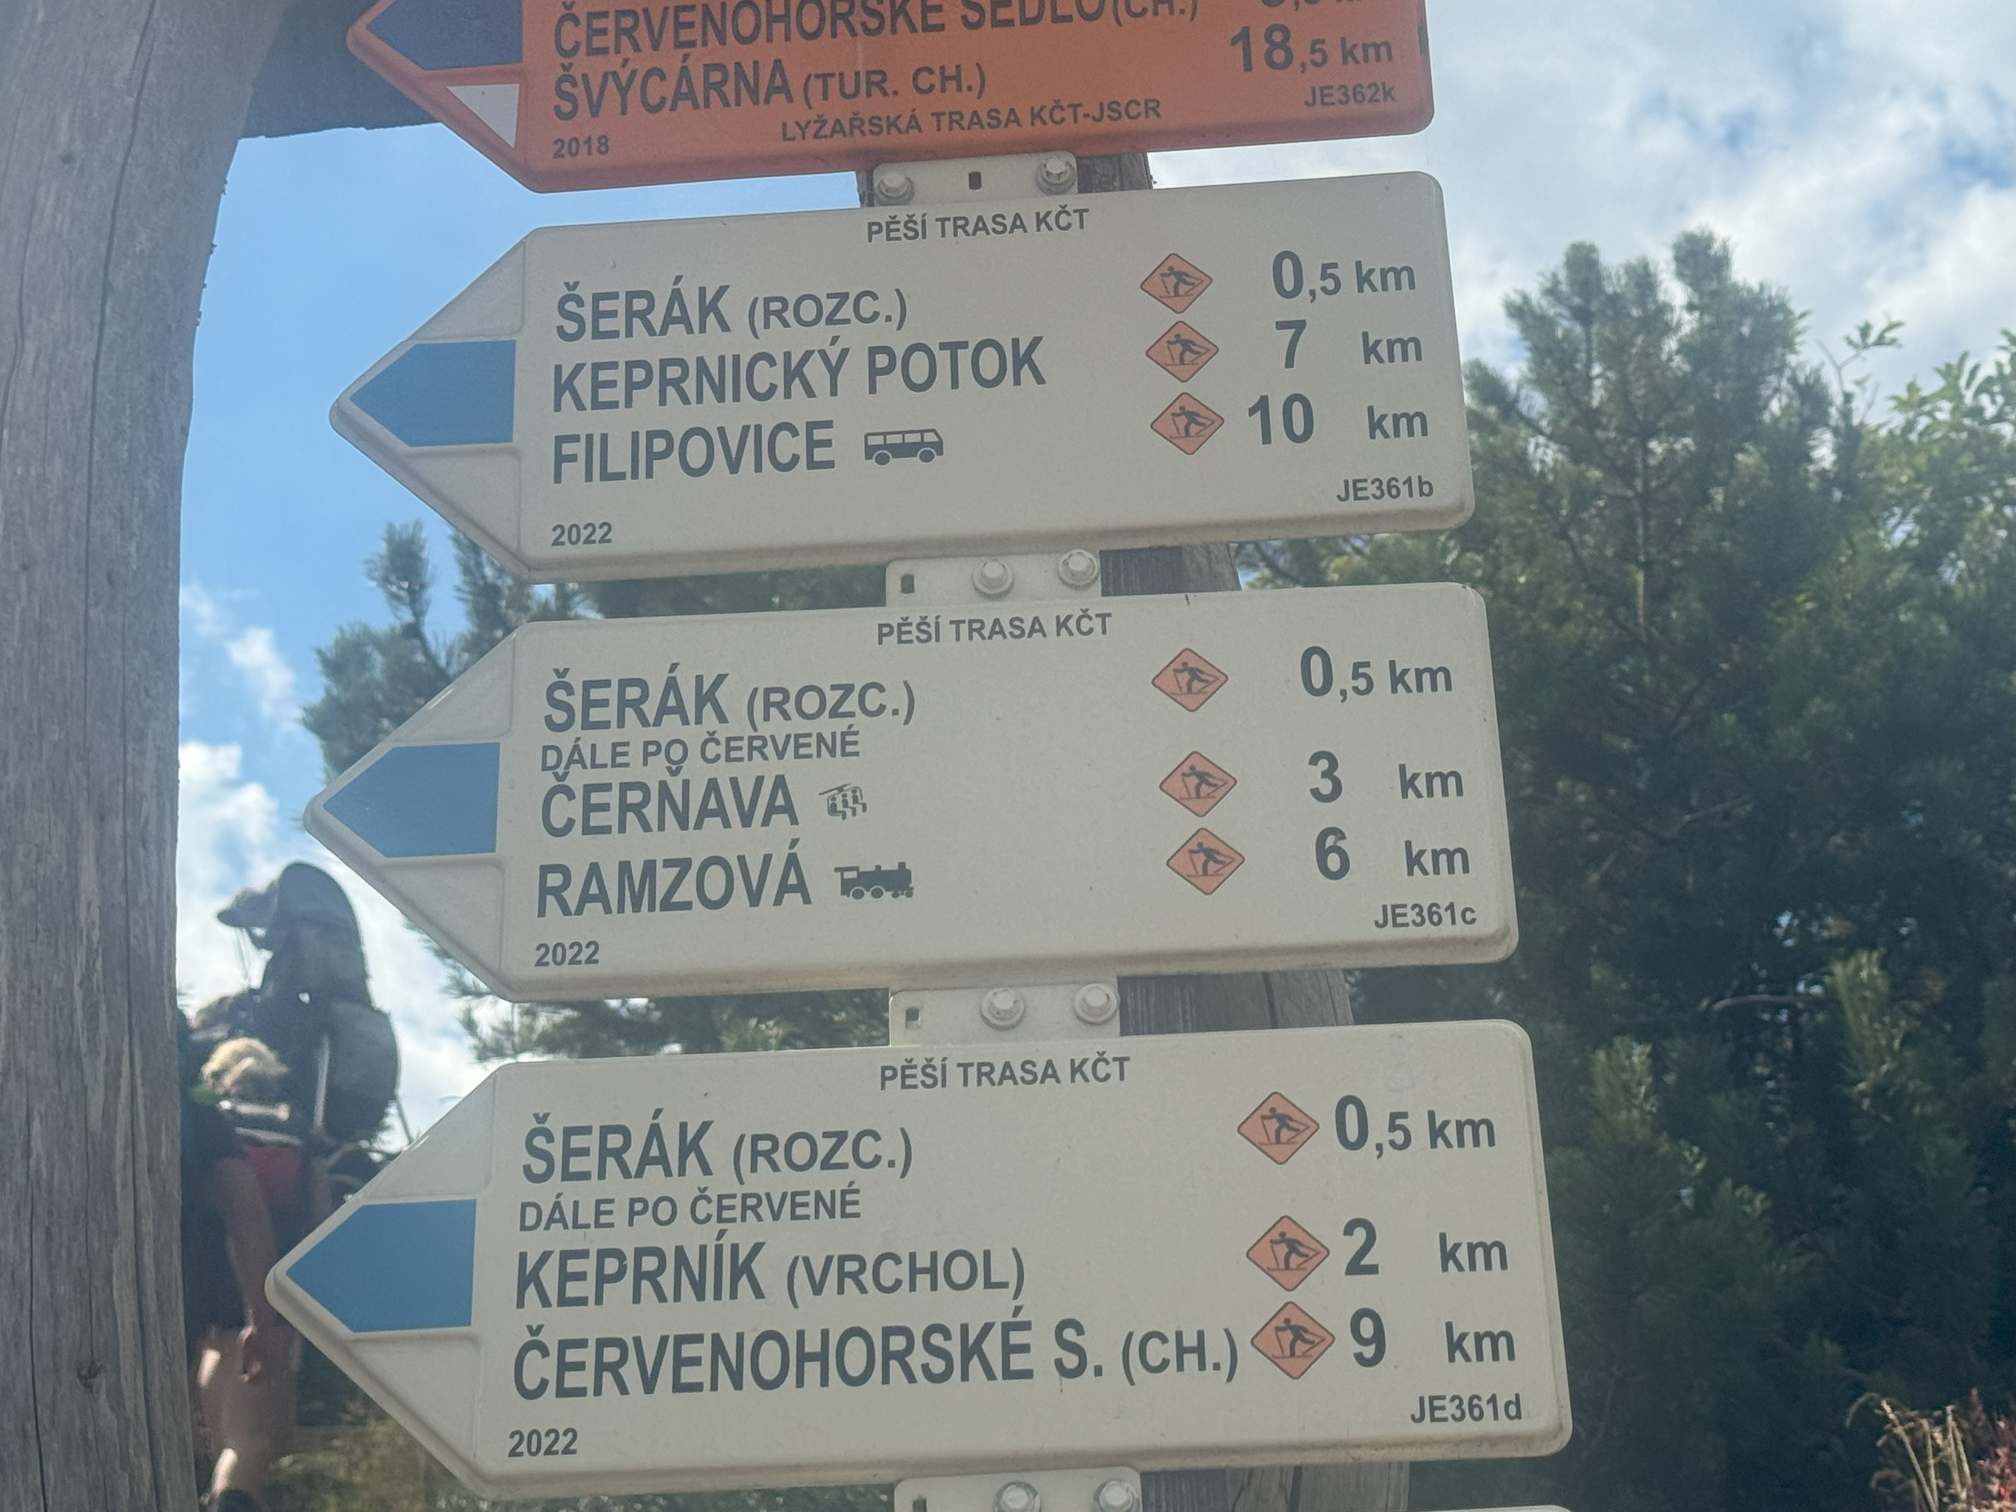 ČERVENOHORSKÉ SEDLO (CH.)
ŠVÝCÁRNA (TUR. CH.) 18,5 km
LYŽAŘSKÁ TRASA KČT-JSCR JE362k
2018
PĚŠÍ TRASA KČT
ŠERÁK (ROZC.) 0,5 km
KEPRNICKÝ POTOK 7 km
FILIPOVICE 10 km
JE361b
2022
PĚŠÍ TRASA KČT
ŠERÁK (ROZC.) 0,5 km
DÁLE PO ČERVENÉ
ČERŇAVA 3 km
RAMZOVÁ 6 km
JE361c
2022
PĚŠÍ TRASA KČT
ŠERÁK (ROZC.) 0,5 km
DÁLE PO ČERVENÉ
KEPRNÍK (VRCHOL) 2 km
ČERVENOHORSKÉ S. (CH.) 9 km
JE361d
2022